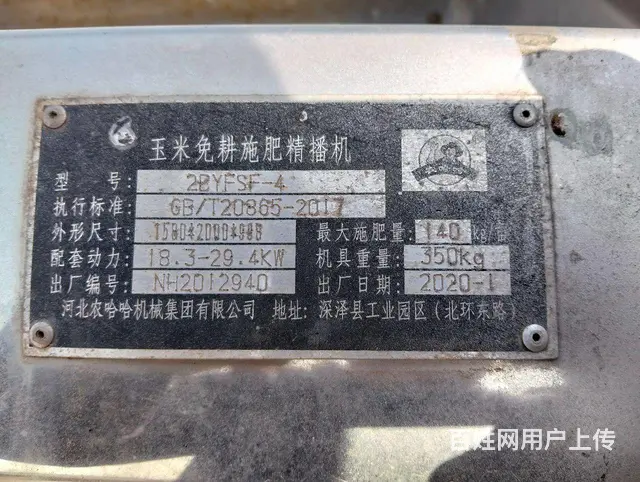 玉米免耕施肥精播机
型 号: 2BYFSF-4
执行标准: GB/T20865-2017
外形尺寸: 最大施肥量: 140 kg/亩
配套动力: 18.3-29.4KW 机具重量: 350kg
出厂编号: NH2012940 出厂日期: 2020-1
河北农哈哈机械集团有限公司 地址: 深泽县工业园区(北环东路)
百姓网用户上传